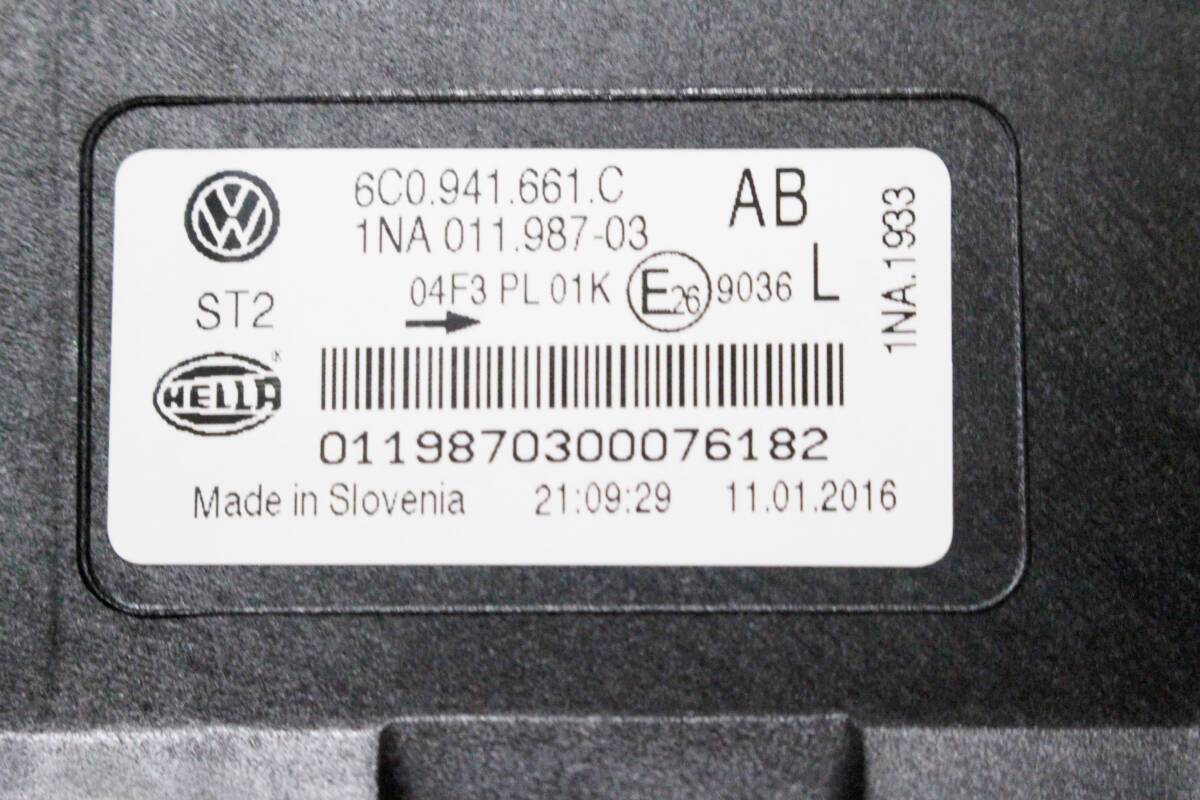 6C0.941.661.C
1NA 011.987-03
AB
L
1NA.1933
04F3 PL 01K E26 9036
ST2
HELLA®
0119870300076182
Made in Slovenia 21:09:29 11.01.2016